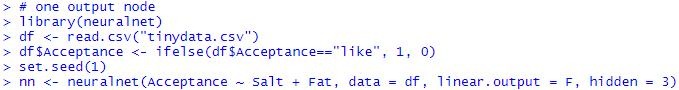 > # one output node
> library(neuralnet)
> df <- read.csv("tinydata.csv")
> df$Acceptance <- ifelse(df$Acceptance=="like", 1, 0)
> set.seed(1)
> nn <- neuralnet(Acceptance ~ Salt + Fat, data = df, linear.output = F, hidden = 3)